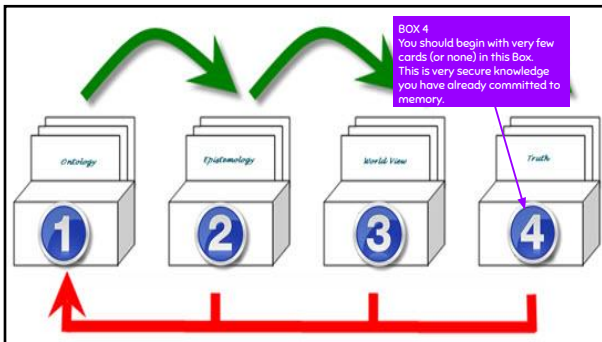 BOX 4
You should begin with very few
cards (or none) in this Box.
This is very secure knowledge
you have already committed to
memory.
Ontology
Epistemology
World View
Truth
1
2
3
4